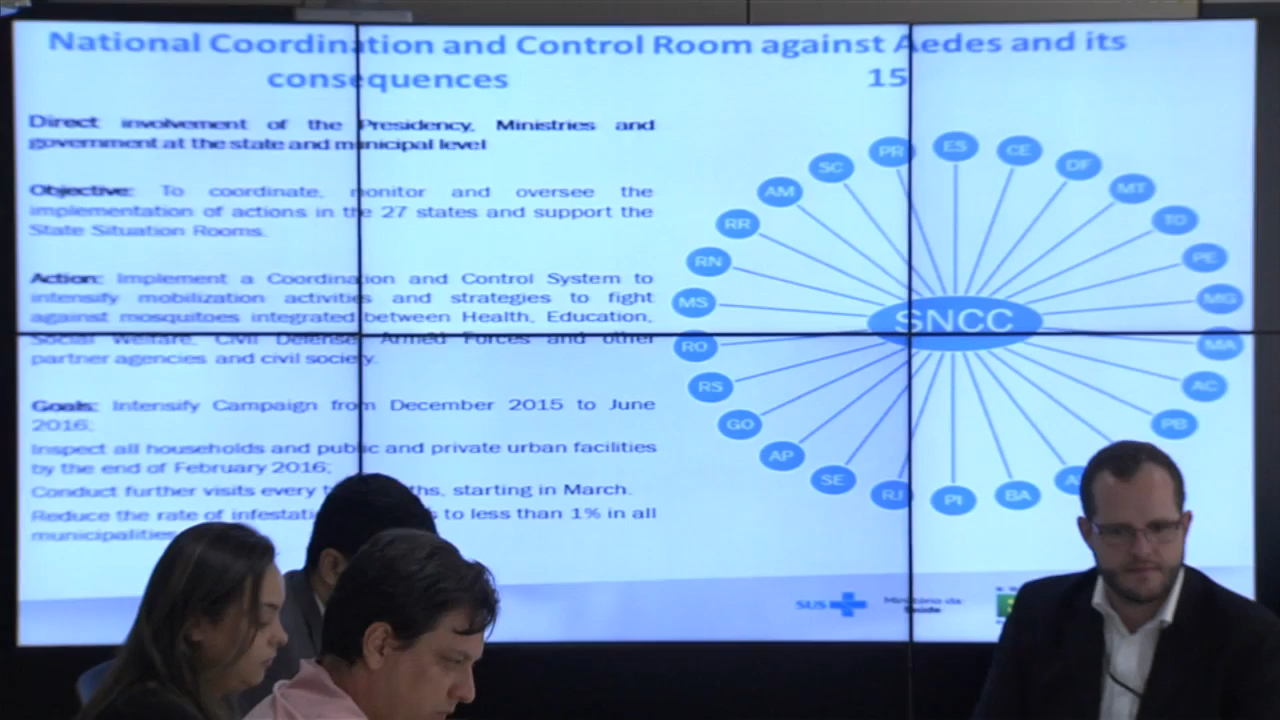 National Coordination and Control Room against Aedes and its
consequences 15
Direct involvement of the Presidency, Ministries and
government at the state and municipal level
Objective: To coordinate, monitor and oversee the
implementation of actions in the 27 states and support the
State Situation Rooms.
Action: Implement a Coordination and Control System to
intensify mobilization activities and strategies to fight
against mosquitoes integrated between Health, Education,
Social Welfare, Civil Defense, Armed Forces and other
partner agencies and civil society.
Goals: Intensify Campaign from December 2015 to June
2016;
Inspect all households and public and private urban facilities
by the end of February 2016;
Conduct further visits every, starting in March.
Reduce the rate of to less than 1% in all
municipalities
SNCC
ES
CE
DF
MT
TO
PE
MG
MA
AC
PB
BA
PI
RJ
SE
AP
GO
RS
RO
MS
RN
RR
AM
SC
PR
SUS
Ministério da
Saúde